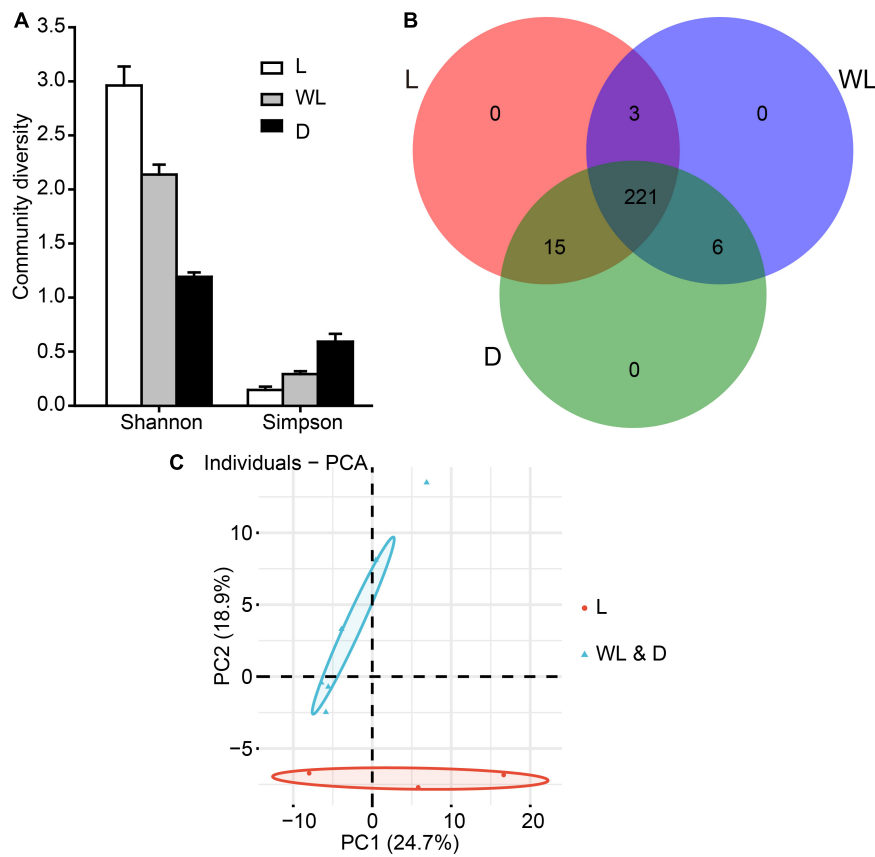 A
3.5
3.0
2.5
2.0
1.5
1.0
0.5
0.0
Community diversity
L
WL
D
Shannon
Simpson
B
L
WL
0
3
0
221
15
6
D
0
C Individuals − PCA
10
5
0
−5
PC2 (18.9%)
−10 0 10 20
PC1 (24.7%)
L
WL & D